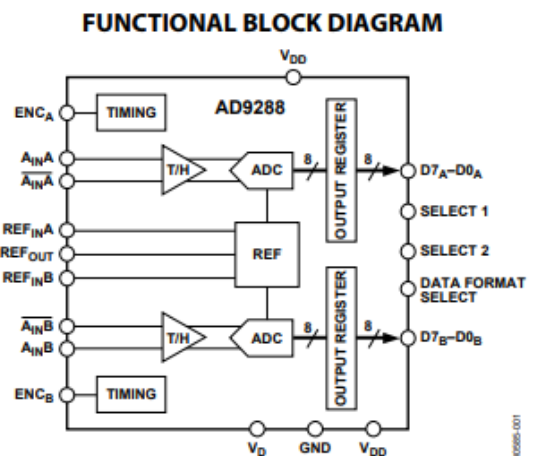 FUNCTIONAL BLOCK DIAGRAM
VDD
AD9288
ENCA
TIMING
AINA
AINA
T/H
ADC
8
OUTPUT REGISTER
8
D7A–D0A
SELECT 1
REFINA
REFOUT
REFINB
REF
SELECT 2
DATA FORMAT
SELECT
AINB
AINB
T/H
ADC
8
OUTPUT REGISTER
8
D7B–D0B
ENCB
TIMING
VD
GND
VDD